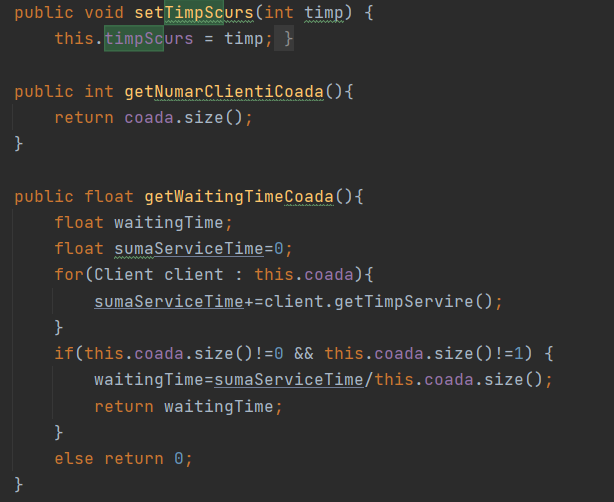 public void setTimpScurs(int timp) {
this.timpScurs = timp; }
public int getNumarClientiCoada(){
return coada.size();
}
public float getWaitingTimeCoada(){
float waitingTime;
float sumaServiceTime=0;
for(Client client : this.coada){
sumaServiceTime+=client.getTimpServire();
}
if(this.coada.size()!=0 && this.coada.size()!=1) {
waitingTime=sumaServiceTime/this.coada.size();
return waitingTime;
}
else return 0;
}